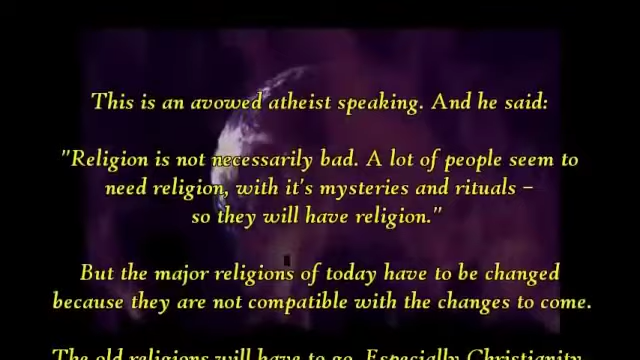 This is an avowed atheist speaking. And he said:
"Religion is not necessarily bad. A lot of people seem to
need religion, with it's mysteries and rituals –
so they will have religion."
But the major religions of today have to be changed
because they are not compatible with the changes to come.
The old religions will have to go. Especially Christianity.